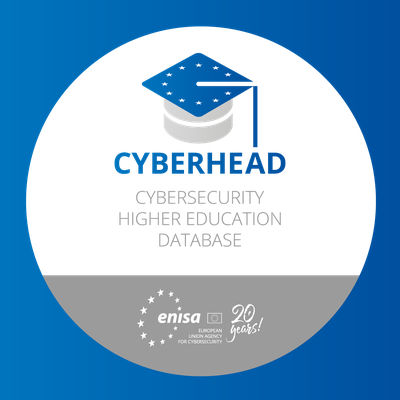 CYBERHEAD
CYBERSECURITY
HIGHER EDUCATION
DATABASE
enisa
EUROPEAN
UNION AGENCY
FOR CYBERSECURITY
20
years!